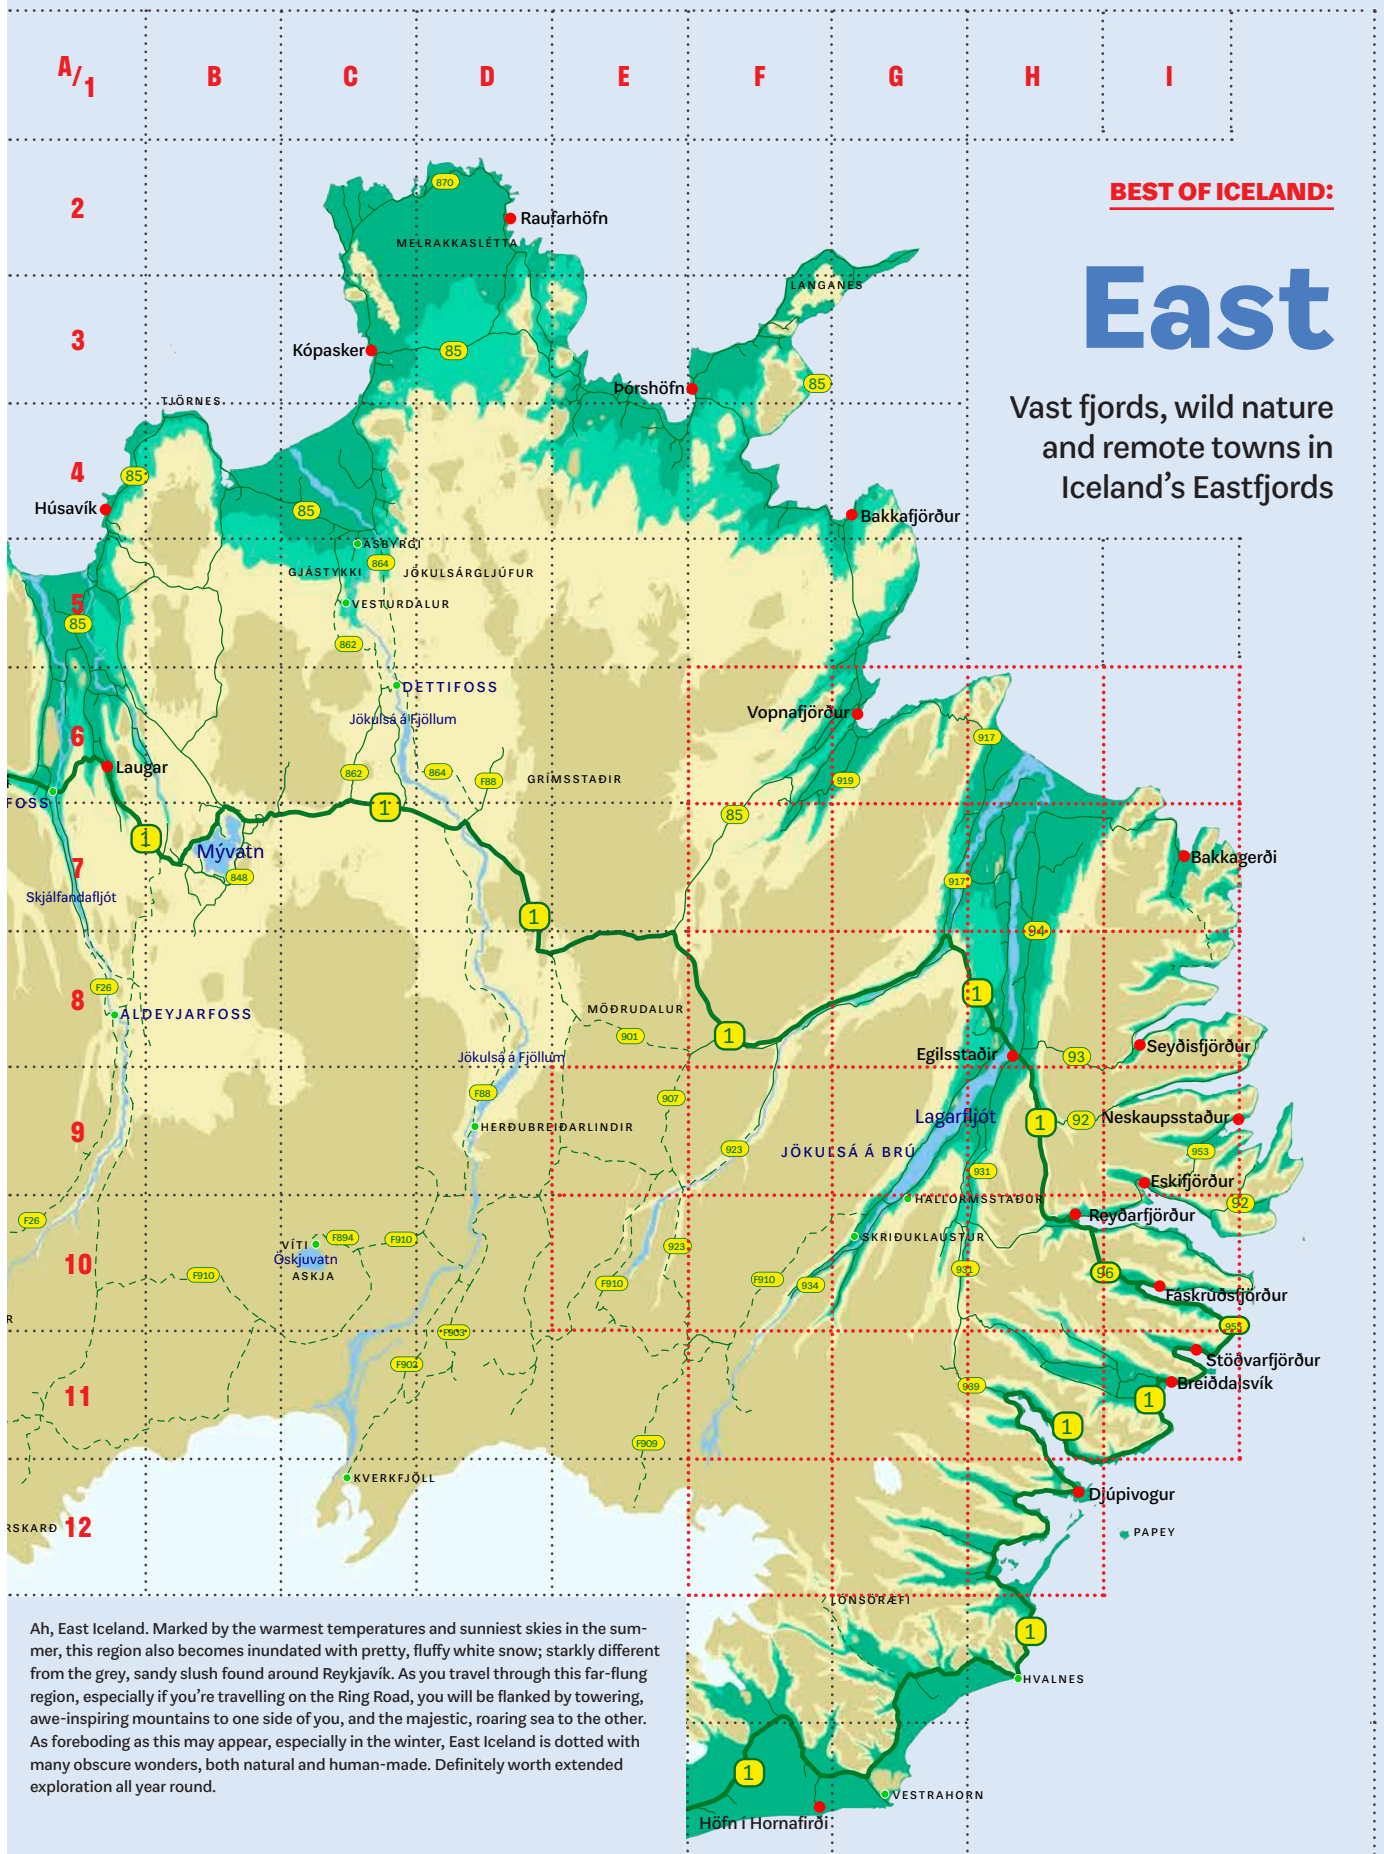 A/1 B C D E F G H I
BEST OF ICELAND:
East
Vast fjords, wild nature
and remote towns in
Iceland's Eastfjords
2
870
Raufarhöfn
MELRAKKASLÉTTA
LANGANES
3
Kópasker
85
Þórshöfn
85
TJÖRNES
4
85
Húsavík
85
Bakkafjörður
ÁSBYRGI
864
GJÁSTYKKI
JÖKULSÁRGLJÚFUR
5
VESTURDALUR
85
862
DETTIFOSS
Jökulsá á Fjöllum
Vopnafjörður
6
917
Laugar
862
864
F88
GRÍMSSTAÐIR
919
FOSS
1
85
1
Mývatn
7
848
Bakkagerði
917
Skjálfandafljót
1
94
F26
8
1
ALDEYJARFOSS
MÖÐRUDALUR
901
1
Jökulsá á Fjöllum
Egilsstaðir
93
Seyðisfjörður
F88
907
9
HERÐUBREIÐARLINDIR
Lagarfljót
1
92
Neskaupsstaður
923
JÖKULSÁ Á BRÚ
953
931
Eskifjörður
HALLORMSSTAÐUR
92
F26
Reyðarfjörður
VÍTI
F894
F910
SKRIÐUKLAUSTUR
923
Öskjuvatn
10
ASKJA
F910
F910
F910
934
931
96
Fáskrúðsfjörður
R
F903
955
F902
Stöðvarfjörður
939
Breiðdalsvík
11
1
1
F909
KVERKFJÖLL
Djúpivogur
RSKARÐ
12
PAPEY
LÓNSÖRÆFI
1
HVALNES
1
VESTRAHORN
Höfn í Hornafirði
Ah, East Iceland. Marked by the warmest temperatures and sunniest skies in the sum-
mer, this region also becomes inundated with pretty, fluffy white snow; starkly different
from the grey, sandy slush found around Reykjavík. As you travel through this far-flung
region, especially if you're travelling on the Ring Road, you will be flanked by towering,
awe-inspiring mountains to one side of you, and the majestic, roaring sea to the other.
As foreboding as this may appear, especially in the winter, East Iceland is dotted with
many obscure wonders, both natural and human-made. Definitely worth extended
exploration all year round.